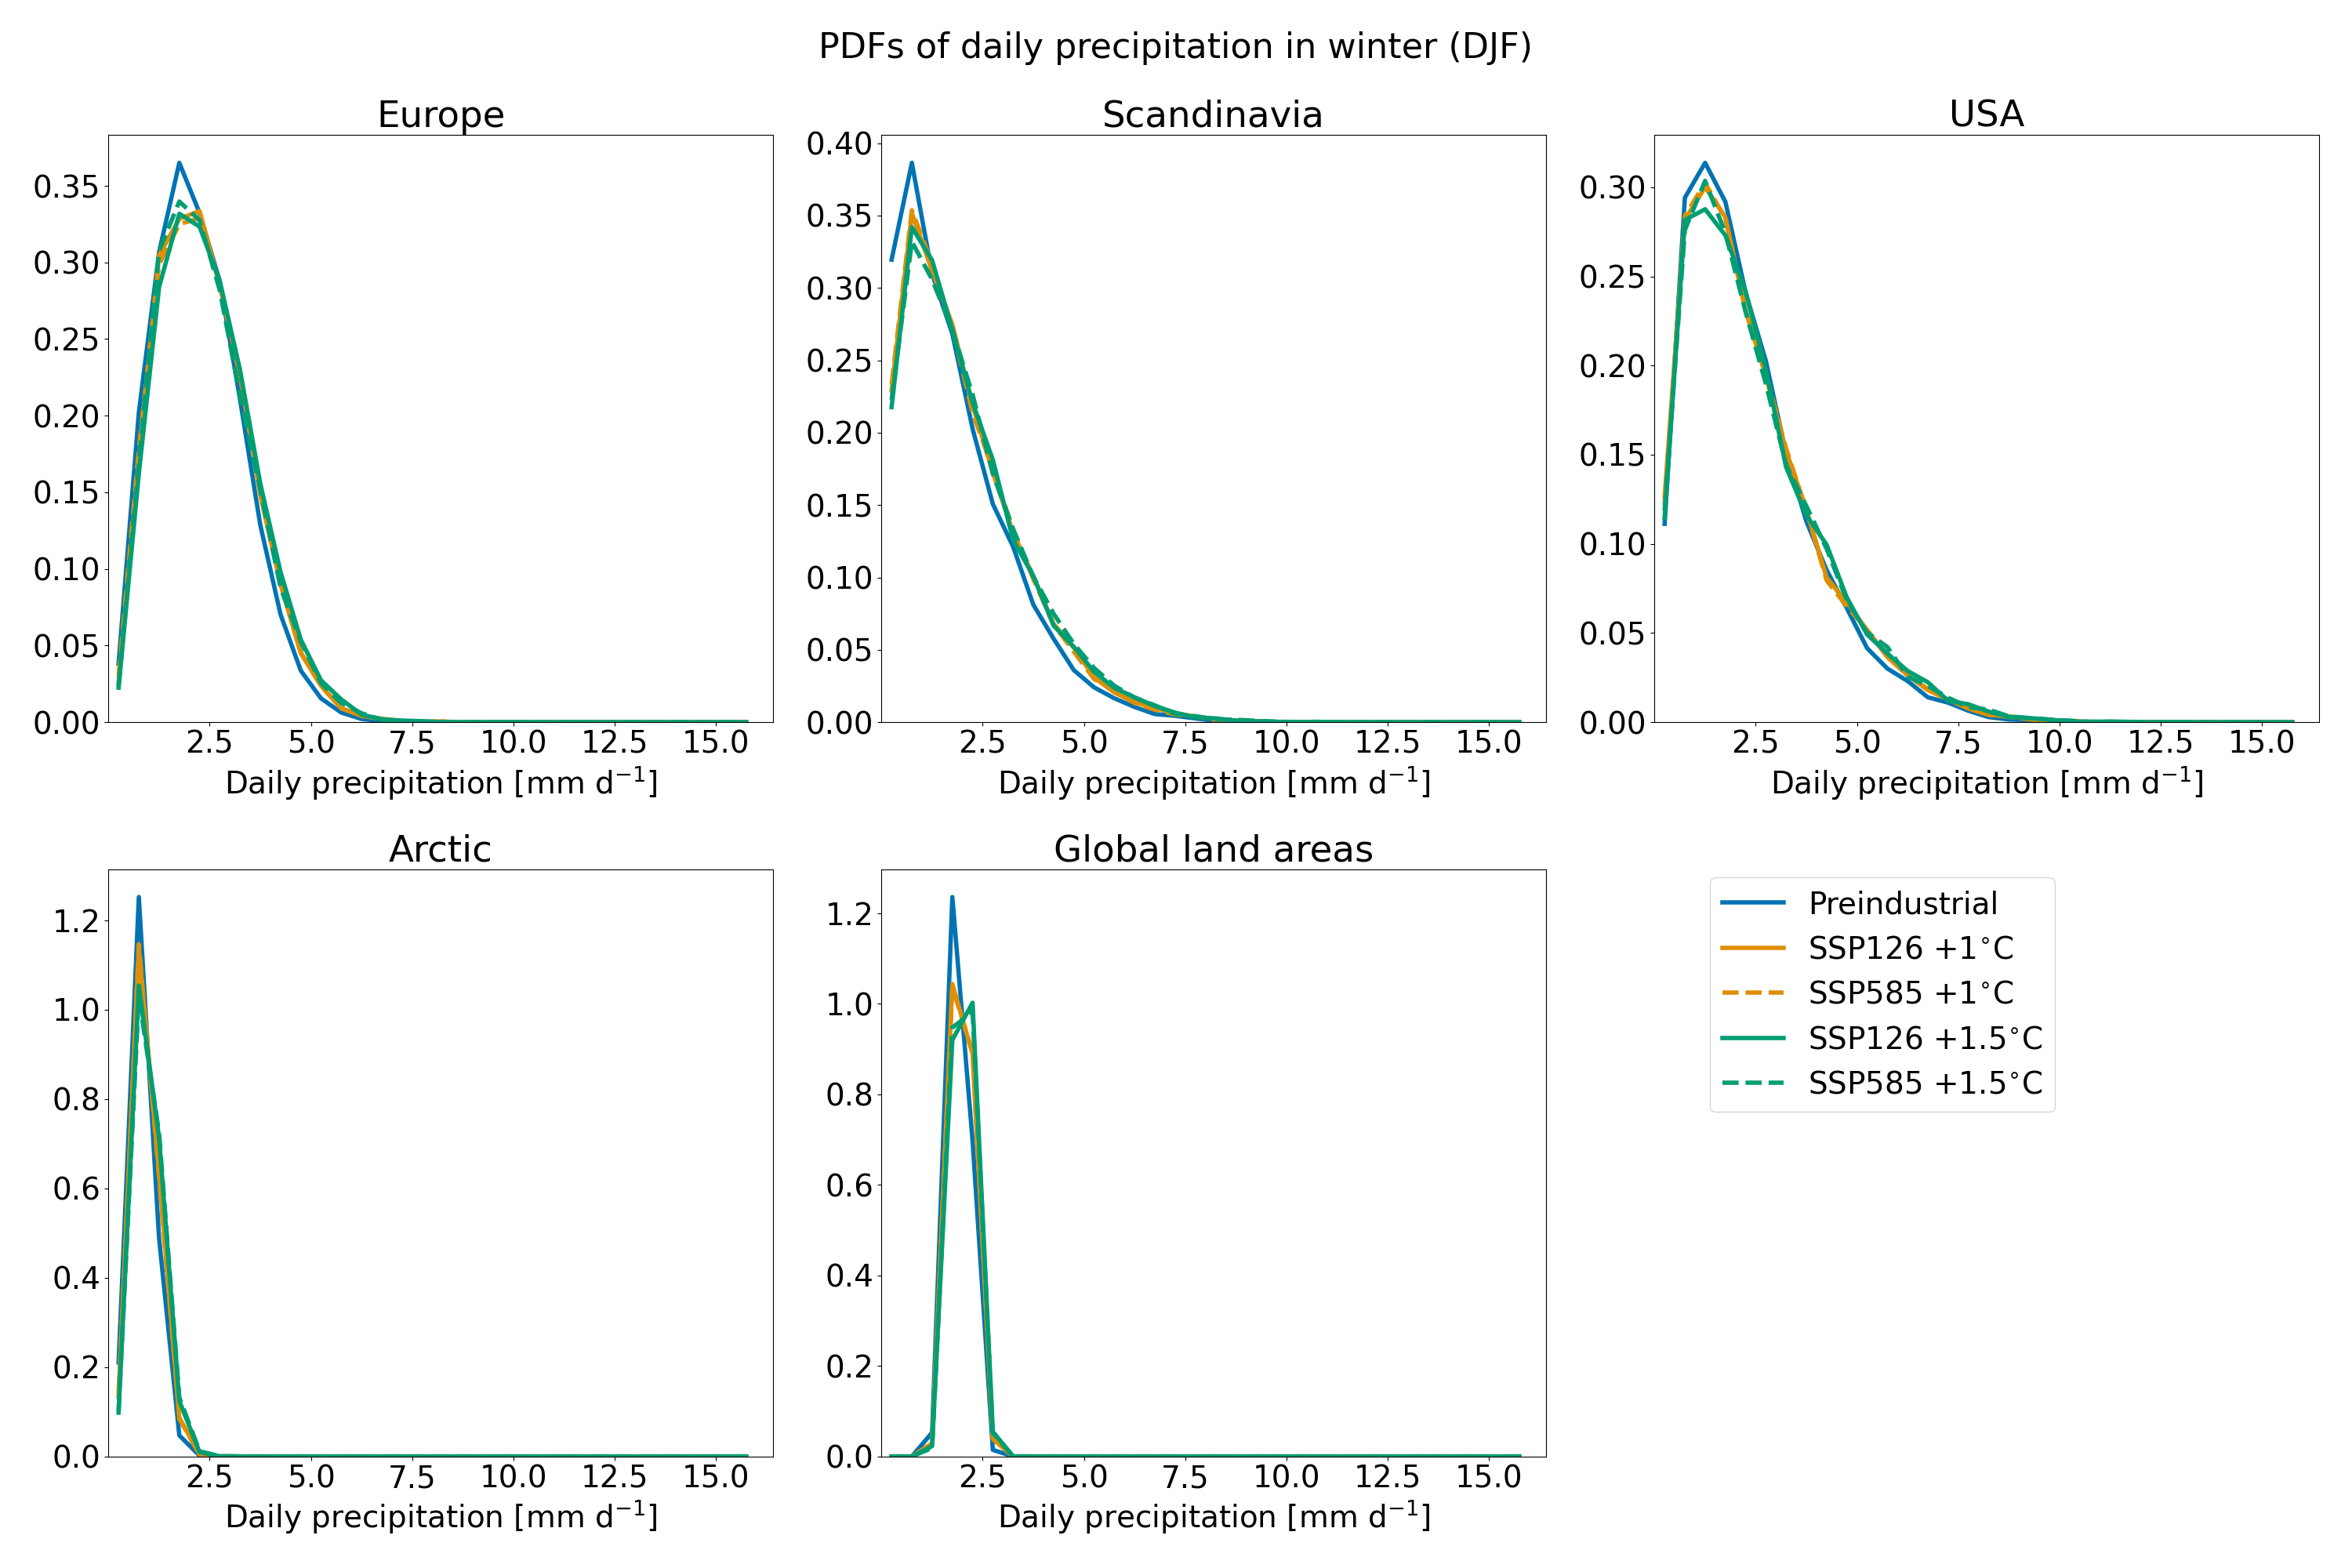 PDFs of daily precipitation in winter (DJF)
Europe
0.35
0.30
0.25
0.20
0.15
0.10
0.05
0.00
2.5 5.0 7.5 10.0 12.5 15.0
Daily precipitation [mm d⁻¹]
Scandinavia
0.40
0.35
0.30
0.25
0.20
0.15
0.10
0.05
0.00
2.5 5.0 7.5 10.0 12.5 15.0
Daily precipitation [mm d⁻¹]
USA
0.30
0.25
0.20
0.15
0.10
0.05
0.00
2.5 5.0 7.5 10.0 12.5 15.0
Daily precipitation [mm d⁻¹]
Arctic
1.2
1.0
0.8
0.6
0.4
0.2
0.0
2.5 5.0 7.5 10.0 12.5 15.0
Daily precipitation [mm d⁻¹]
Global land areas
1.2
1.0
0.8
0.6
0.4
0.2
0.0
2.5 5.0 7.5 10.0 12.5 15.0
Daily precipitation [mm d⁻¹]
Preindustrial
SSP126 +1°C
SSP585 +1°C
SSP126 +1.5°C
SSP585 +1.5°C